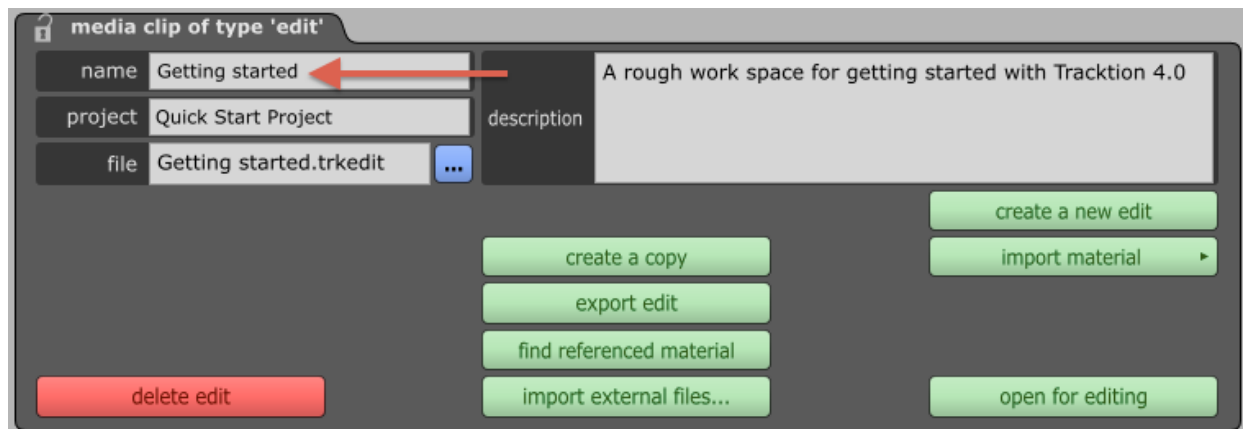 media clip of type 'edit'
name Getting started
project Quick Start Project
file Getting started.trkedit ...
description A rough work space for getting started with Tracktion 4.0
create a new edit
create a copy import material
export edit
find referenced material
delete edit import external files... open for editing